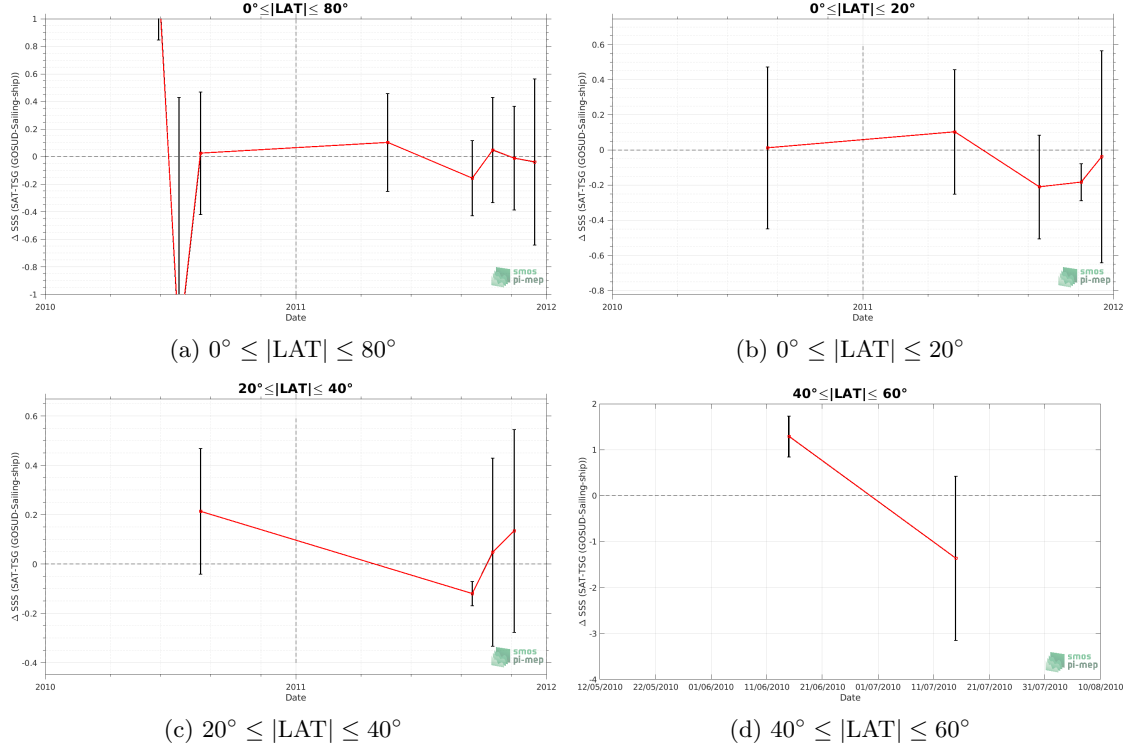 0°≤|LAT|≤ 80°
Δ SSS (SAT-TSG (GOSUD-Sailing-ship))
1
0.8
0.6
0.4
0.2
0
-0.2
-0.4
-0.6
-0.8
-1
2010
2011
2012
Date
smos
pi-mep
(a) 0° ≤ |LAT| ≤ 80°
0°≤|LAT|≤ 20°
Δ SSS (SAT-TSG (GOSUD-Sailing-ship))
0.6
0.4
0.2
0
-0.2
-0.4
-0.6
-0.8
2010
2011
2012
Date
smos
pi-mep
(b) 0° ≤ |LAT| ≤ 20°
20°≤|LAT|≤ 40°
Δ SSS (SAT-TSG (GOSUD-Sailing-ship))
0.6
0.4
0.2
0
-0.2
-0.4
2010
2011
2012
Date
smos
pi-mep
(c) 20° ≤ |LAT| ≤ 40°
40°≤|LAT|≤ 60°
Δ SSS (SAT-TSG (GOSUD-Sailing-ship))
2
1
0
-1
-2
-3
-4
12/05/2010 22/05/2010 01/06/2010 11/06/2010 21/06/2010 01/07/2010 11/07/2010 21/07/2010 31/07/2010 10/08/2010
Date
smos
pi-mep
(d) 40° ≤ |LAT| ≤ 60°